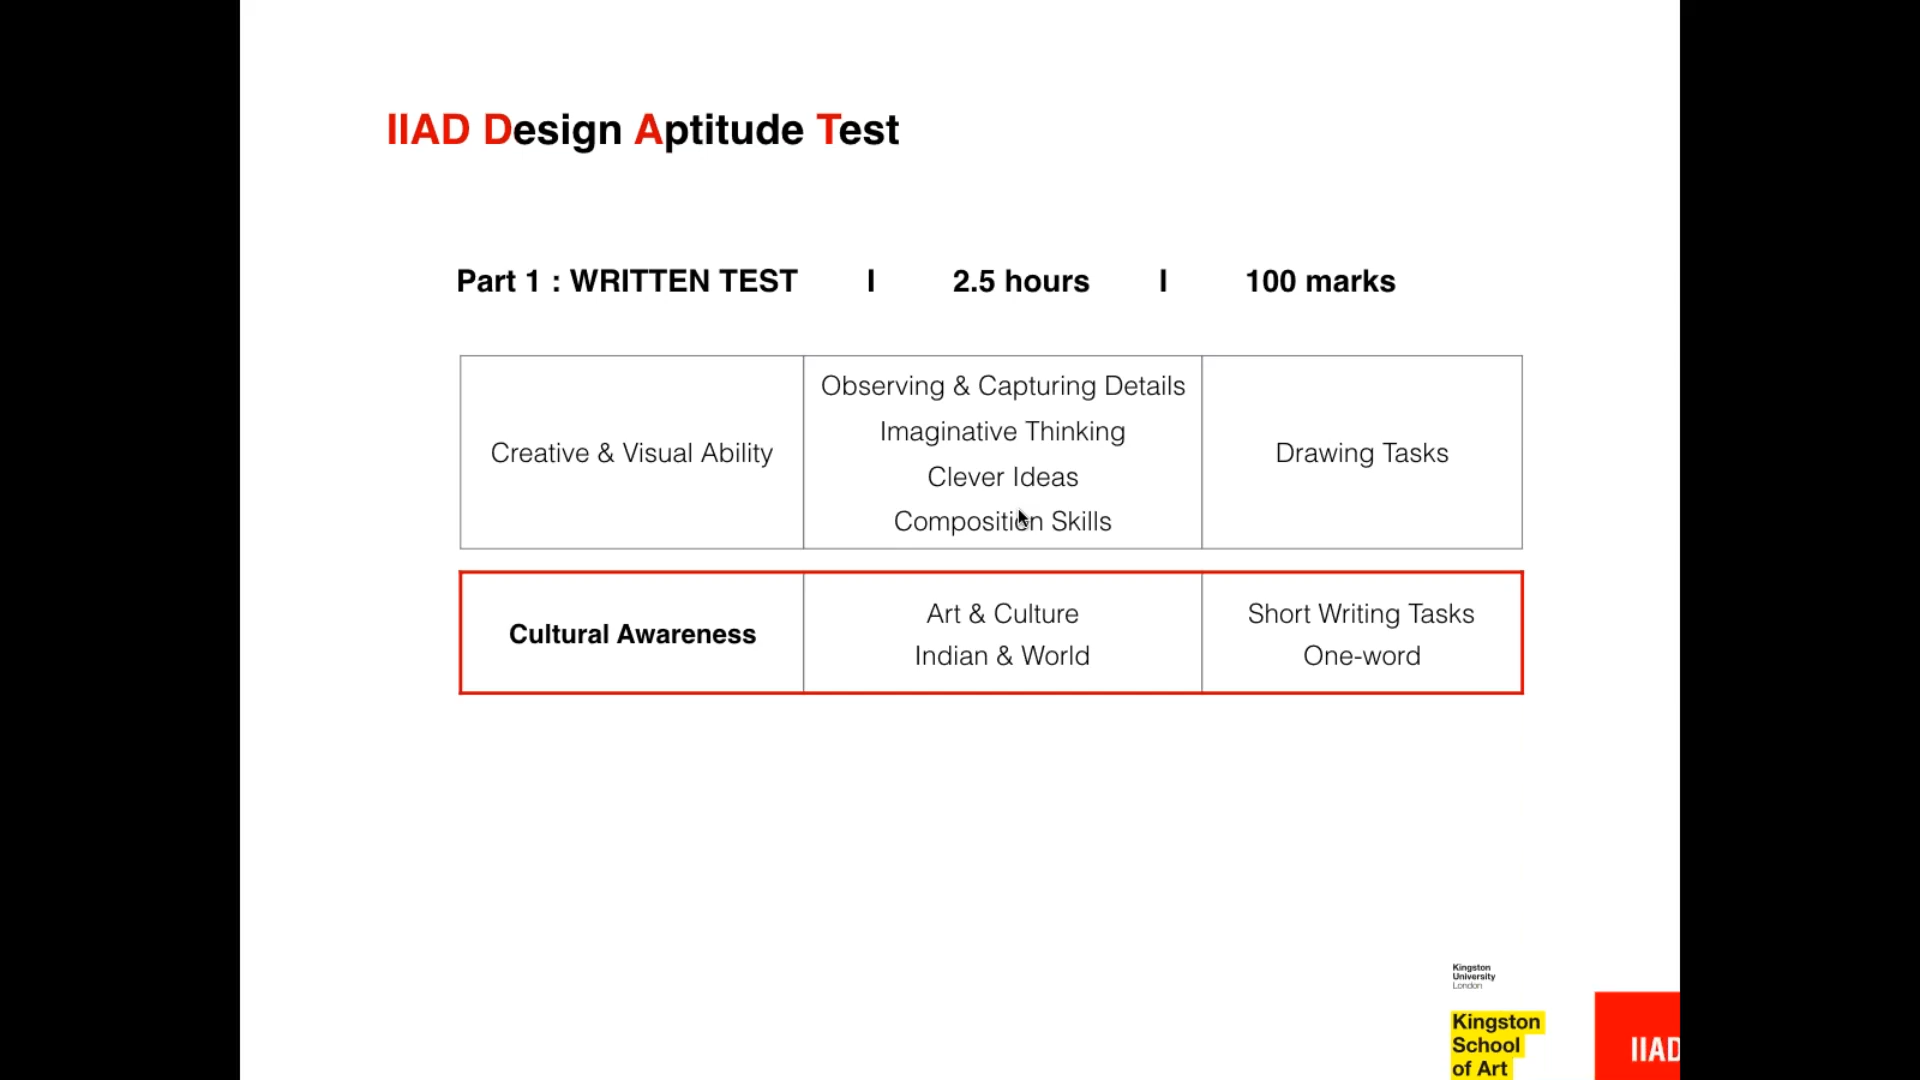 IIAD Design Aptitude Test
Part 1 : WRITTEN TEST I 2.5 hours I 100 marks
Creative & Visual Ability
Observing & Capturing Details
Imaginative Thinking
Clever Ideas
Composition Skills
Drawing Tasks
Cultural Awareness
Art & Culture
Indian & World
Short Writing Tasks
One-word
Kingston
University
London
Kingston
School
of Art
IIAD